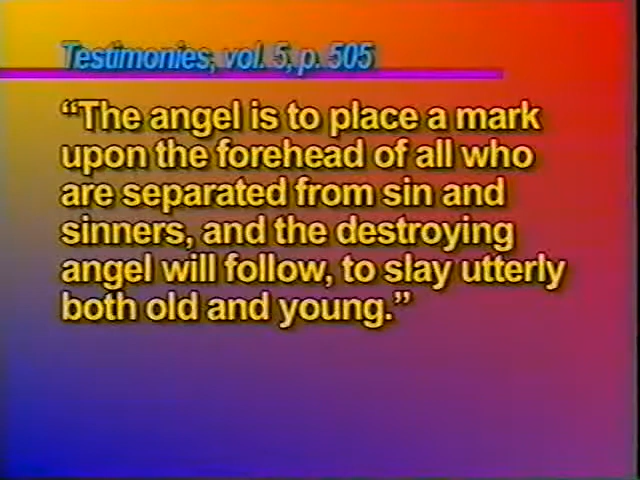 Testimonies, vol. 5, p. 505
“The angel is to place a mark
upon the forehead of all who
are separated from sin and
sinners, and the destroying
angel will follow, to slay utterly
both old and young.”